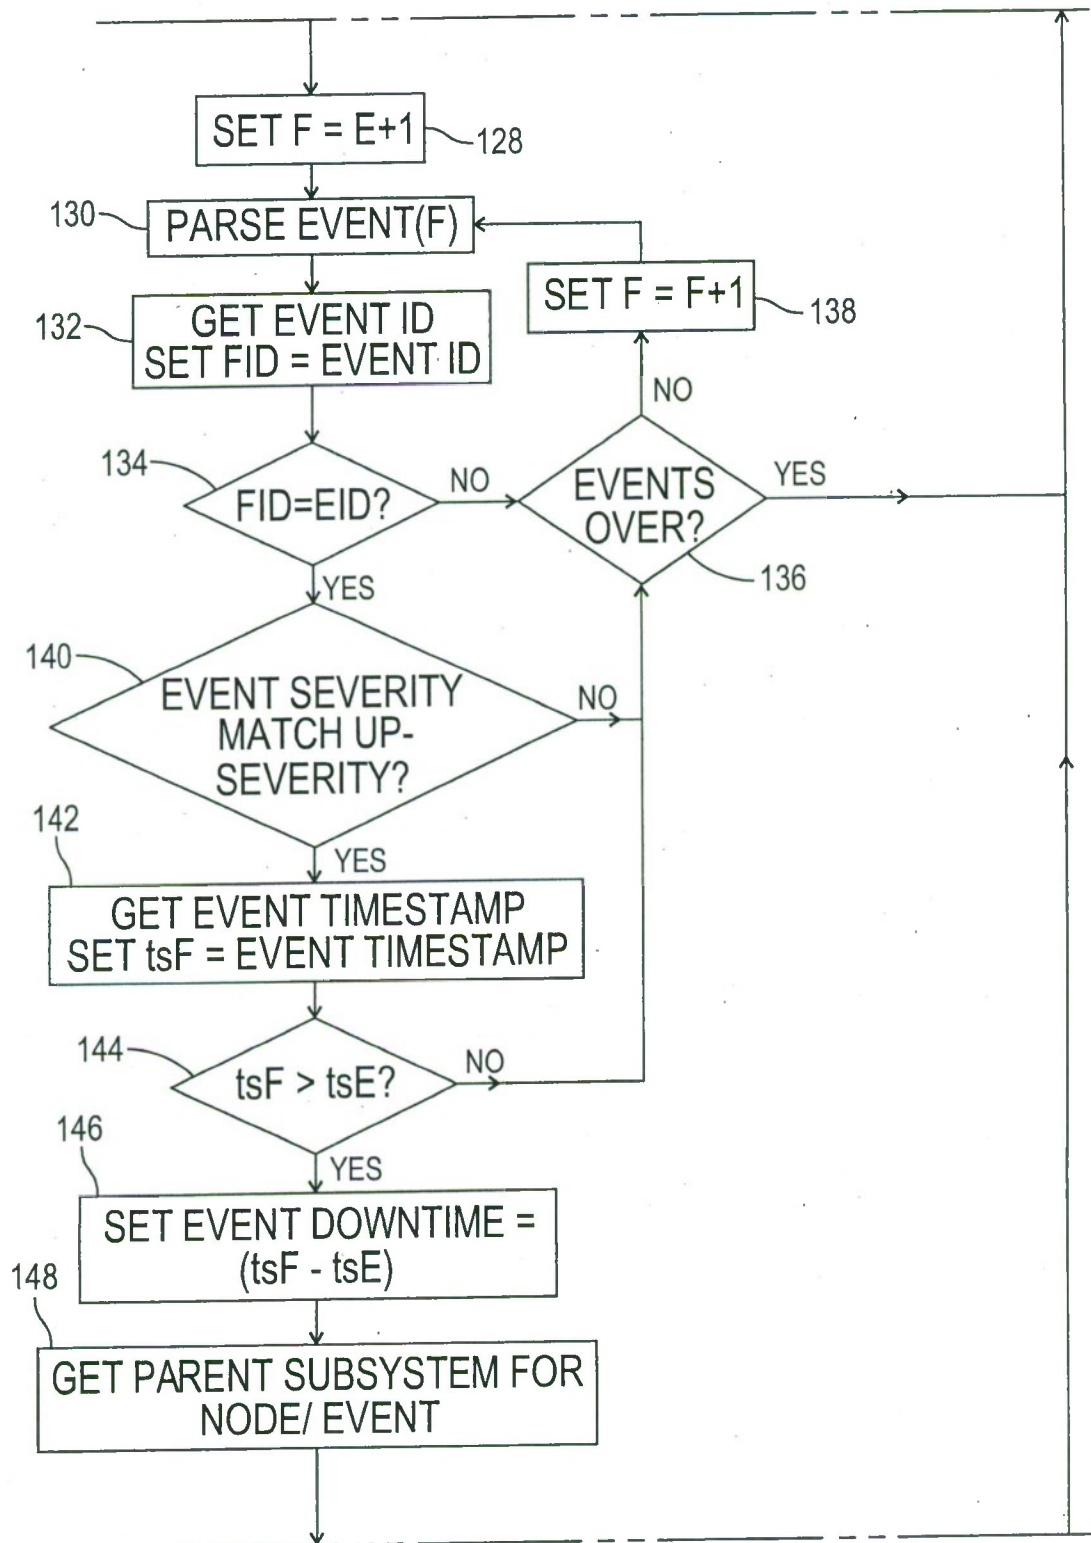 SET F = E+1
128
130
PARSE EVENT(F)
SET F = F+1
138
132
GET EVENT ID
SET FID = EVENT ID
NO
134
FID=EID?
NO
EVENTS
OVER?
YES
136
YES
140
EVENT SEVERITY
MATCH UP-
SEVERITY?
NO
142
YES
GET EVENT TIMESTAMP
SET tsF = EVENT TIMESTAMP
144
tsF > tsE?
NO
146
YES
SET EVENT DOWNTIME =
(tsF - tsE)
148
GET PARENT SUBSYSTEM FOR
NODE/ EVENT